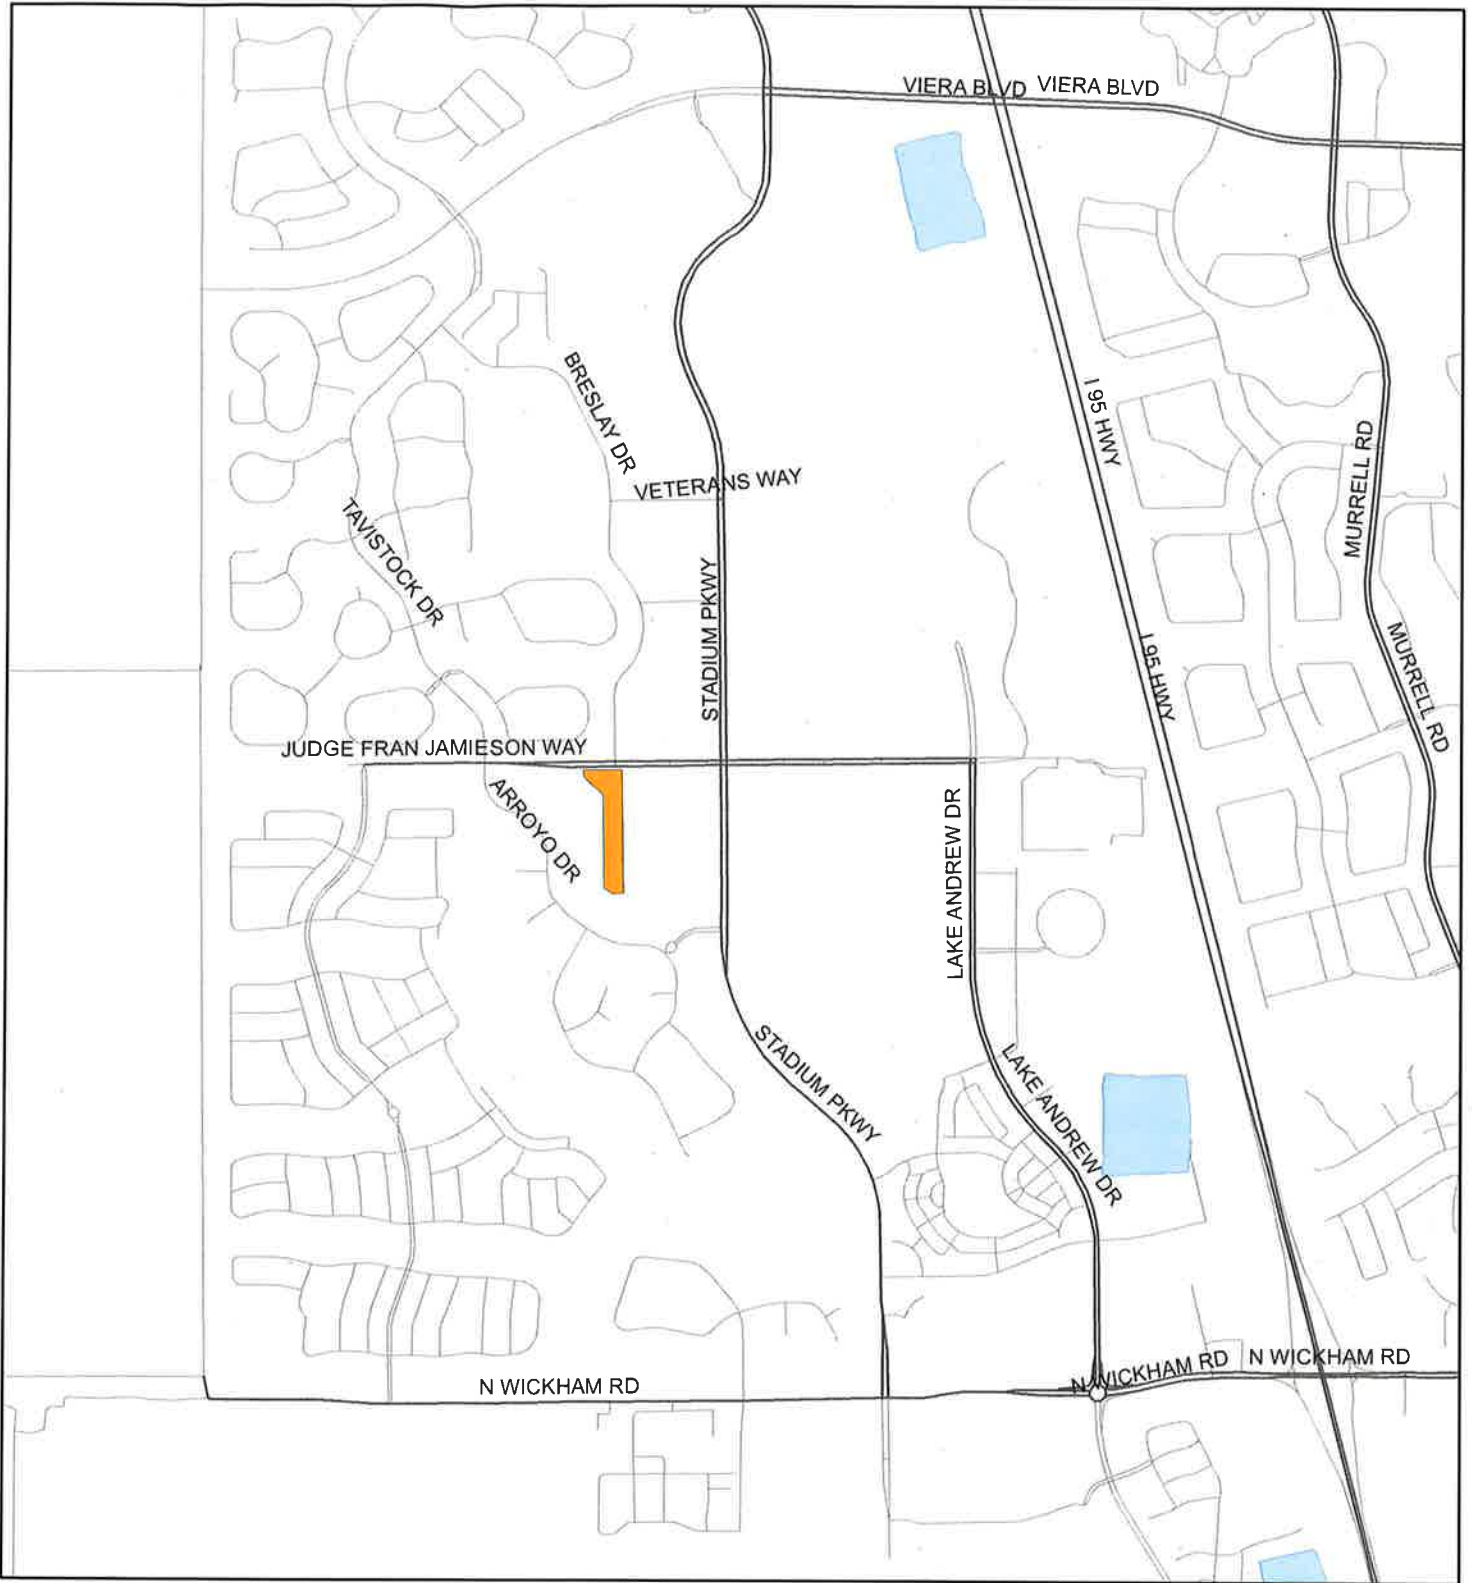 VIERA BLVD
VIERA BLVD
BRESLAY DR
I 95 HWY
MURRELL RD
VETERANS WAY
TAVISTOCK DR
STADIUM PKWY
I 95 HWY
MURRELL RD
JUDGE FRAN JAMIESON WAY
ARROYO DR
LAKE ANDREW DR
STADIUM PKWY
LAKE ANDREW DR
N WICKHAM RD
N WICKHAM RD
N WICKHAM RD